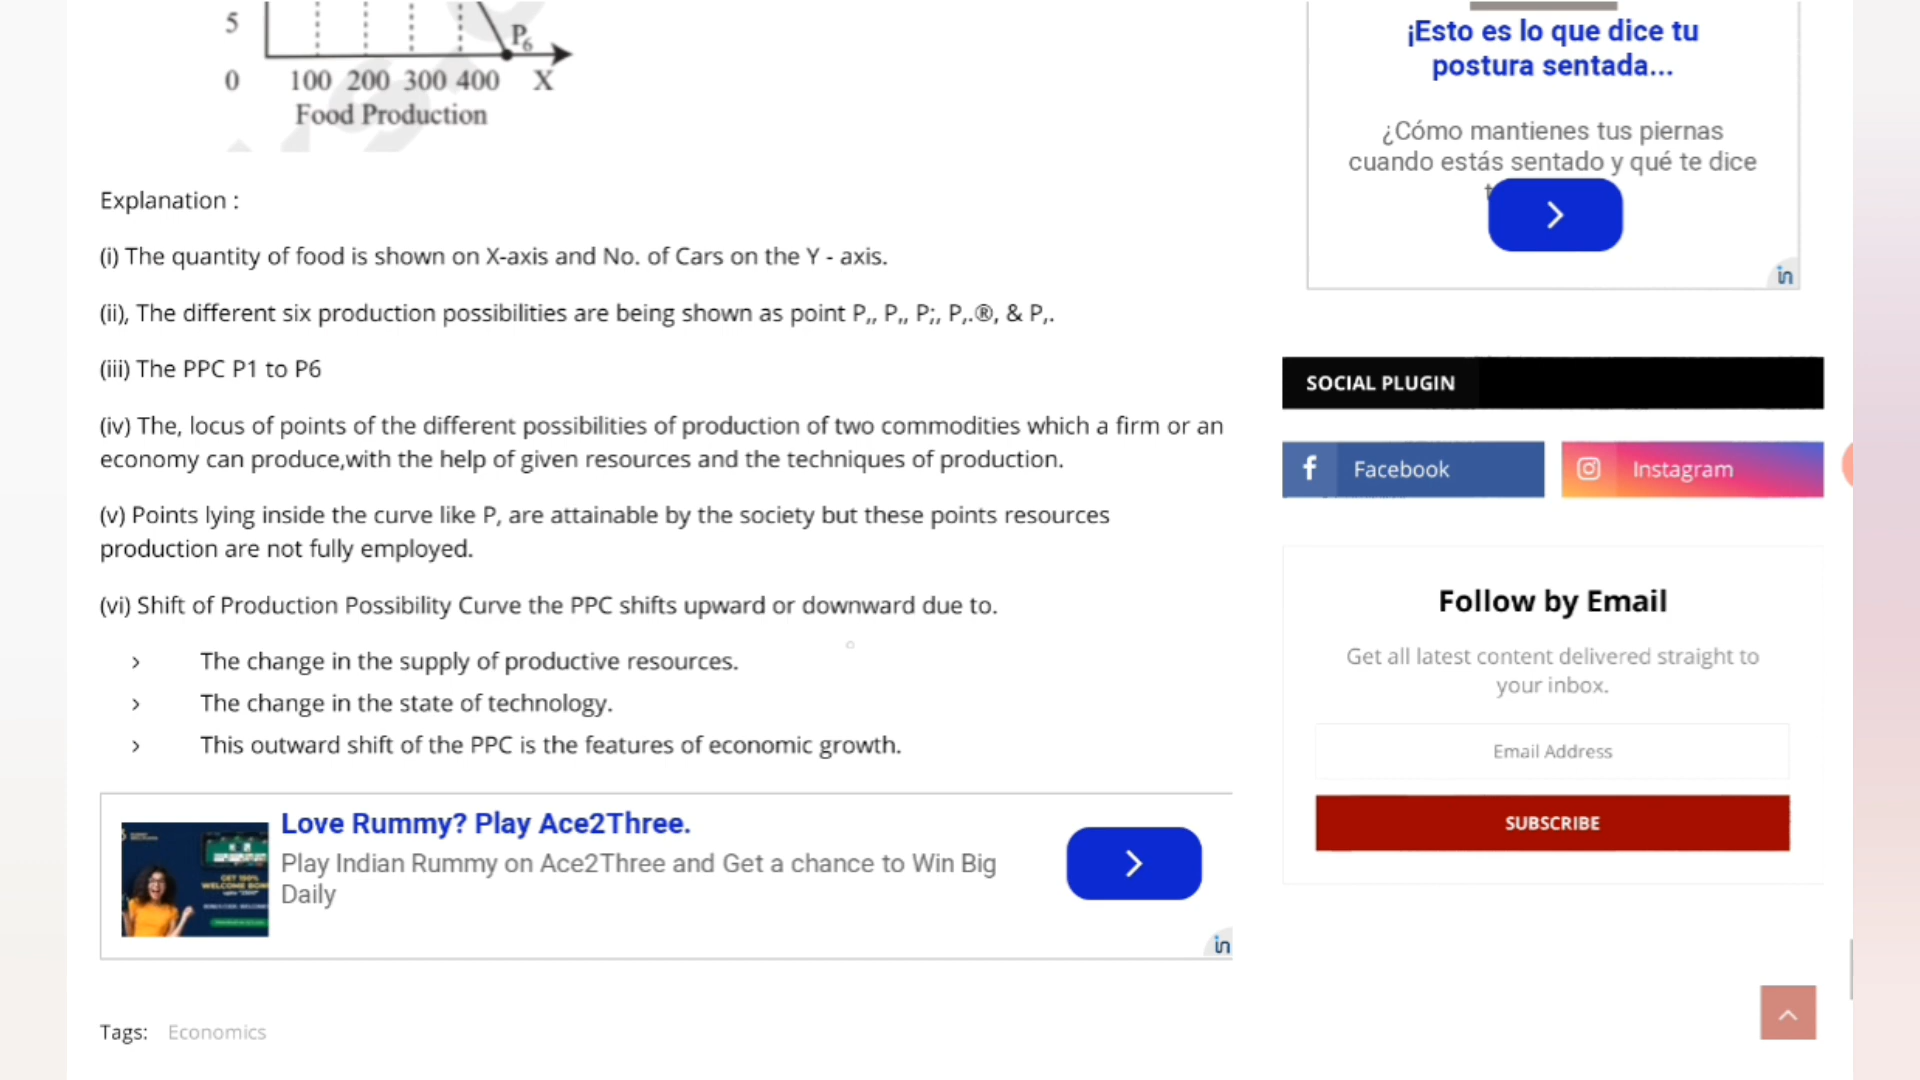 5
P6
0 100 200 300 400 X
Food Production
Explanation :
(i) The quantity of food is shown on X-axis and No. of Cars on the Y - axis.
(ii), The different six production possibilities are being shown as point P,, P,, P;, P,.®, & P,.
(iii) The PPC P1 to P6
(iv) The, locus of points of the different possibilities of production of two commodities which a firm or an
economy can produce,with the help of given resources and the techniques of production.
(v) Points lying inside the curve like P, are attainable by the society but these points resources
production are not fully employed.
(vi) Shift of Production Possibility Curve the PPC shifts upward or downward due to.
› The change in the supply of productive resources.
› The change in the state of technology.
› This outward shift of the PPC is the features of economic growth.
Love Rummy? Play Ace2Three.
Play Indian Rummy on Ace2Three and Get a chance to Win Big
Daily
in
Tags: Economics
¡Esto es lo que dice tu
postura sentada...
¿Cómo mantienes tus piernas
cuando estás sentado y qué te dice
in
SOCIAL PLUGIN
Facebook
Instagram
Follow by Email
Get all latest content delivered straight to
your inbox.
Email Address
SUBSCRIBE